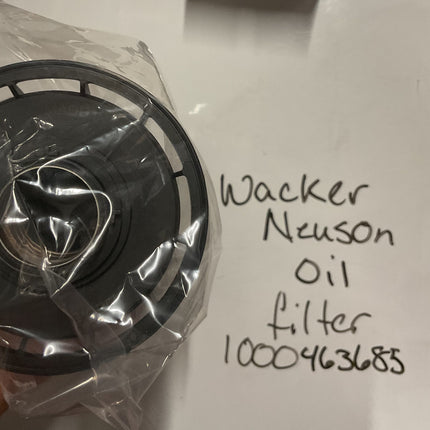 Wacker
Neuson
Oil
filter
1000463685